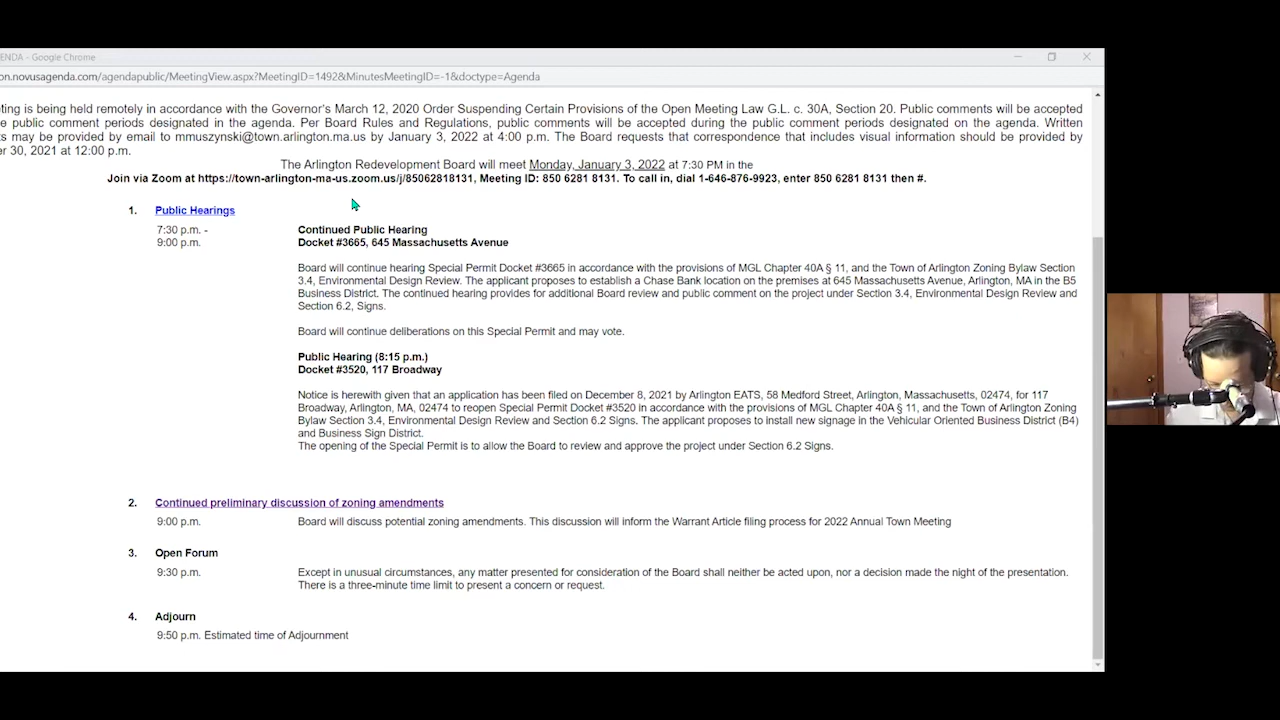 ENDA - Google Chrome
on.novusagenda.com/agendapublic/MeetingView.aspx?MeetingID=1492&MinutesMeetingID=-1&doctype=Agenda
ting is being held remotely in accordance with the Governor's March 12, 2020 Order Suspending Certain Provisions of the Open Meeting Law G.L. c. 30A, Section 20. Public comments will be accepted
e public comment periods designated in the agenda. Per Board Rules and Regulations, public comments will be accepted during the public comment periods designated on the agenda. Written
ts may be provided by email to mmuszynski@town.arlington.ma.us by January 3, 2022 at 4:00 p.m. The Board requests that correspondence that includes visual information should be provided by
er 30, 2021 at 12:00 p.m.
The Arlington Redevelopment Board will meet Monday, January 3, 2022 at 7:30 PM in the
Join via Zoom at https://town-arlington-ma-us.zoom.us/j/85062818131, Meeting ID: 850 6281 8131. To call in, dial 1-646-876-9923, enter 850 6281 8131 then #.
1. Public Hearings
7:30 p.m. - Continued Public Hearing
9:00 p.m. Docket #3665, 645 Massachusetts Avenue
Board will continue hearing Special Permit Docket #3665 in accordance with the provisions of MGL Chapter 40A § 11, and the Town of Arlington Zoning Bylaw Section
3.4, Environmental Design Review. The applicant proposes to establish a Chase Bank location on the premises at 645 Massachusetts Avenue, Arlington, MA in the B5
Business District. The continued hearing provides for additional Board review and public comment on the project under Section 3.4, Environmental Design Review and
Section 6.2, Signs.
Board will continue deliberations on this Special Permit and may vote.
Public Hearing (8:15 p.m.)
Docket #3520, 117 Broadway
Notice is herewith given that an application has been filed on December 8, 2021 by Arlington EATS, 58 Medford Street, Arlington, Massachusetts, 02474, for 117
Broadway, Arlington, MA, 02474 to reopen Special Permit Docket #3520 in accordance with the provisions of MGL Chapter 40A § 11, and the Town of Arlington Zoning
Bylaw Section 3.4, Environmental Design Review and Section 6.2 Signs. The applicant proposes to install new signage in the Vehicular Oriented Business District (B4)
and Business Sign District.
The opening of the Special Permit is to allow the Board to review and approve the project under Section 6.2 Signs.
2. Continued preliminary discussion of zoning amendments
9:00 p.m. Board will discuss potential zoning amendments. This discussion will inform the Warrant Article filing process for 2022 Annual Town Meeting
3. Open Forum
9:30 p.m. Except in unusual circumstances, any matter presented for consideration of the Board shall neither be acted upon, nor a decision made the night of the presentation.
There is a three-minute time limit to present a concern or request.
4. Adjourn
9:50 p.m. Estimated time of Adjournment